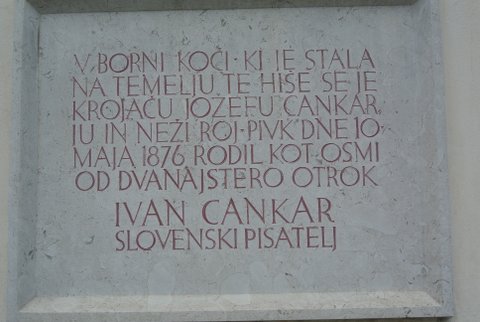 V BORNI KOČI · KI JE STALA
NA TEMELJU TE HIŠE SE JE
KROJAČU JOŽEFU CANKAR,
JU IN NEŽI ROJ · PIVK DNE 10·
MAJA 1876 RODIL KOT OSMI
OD DVANAJSTERO OTROK
IVAN CANKAR
SLOVENSKI PISATELJ